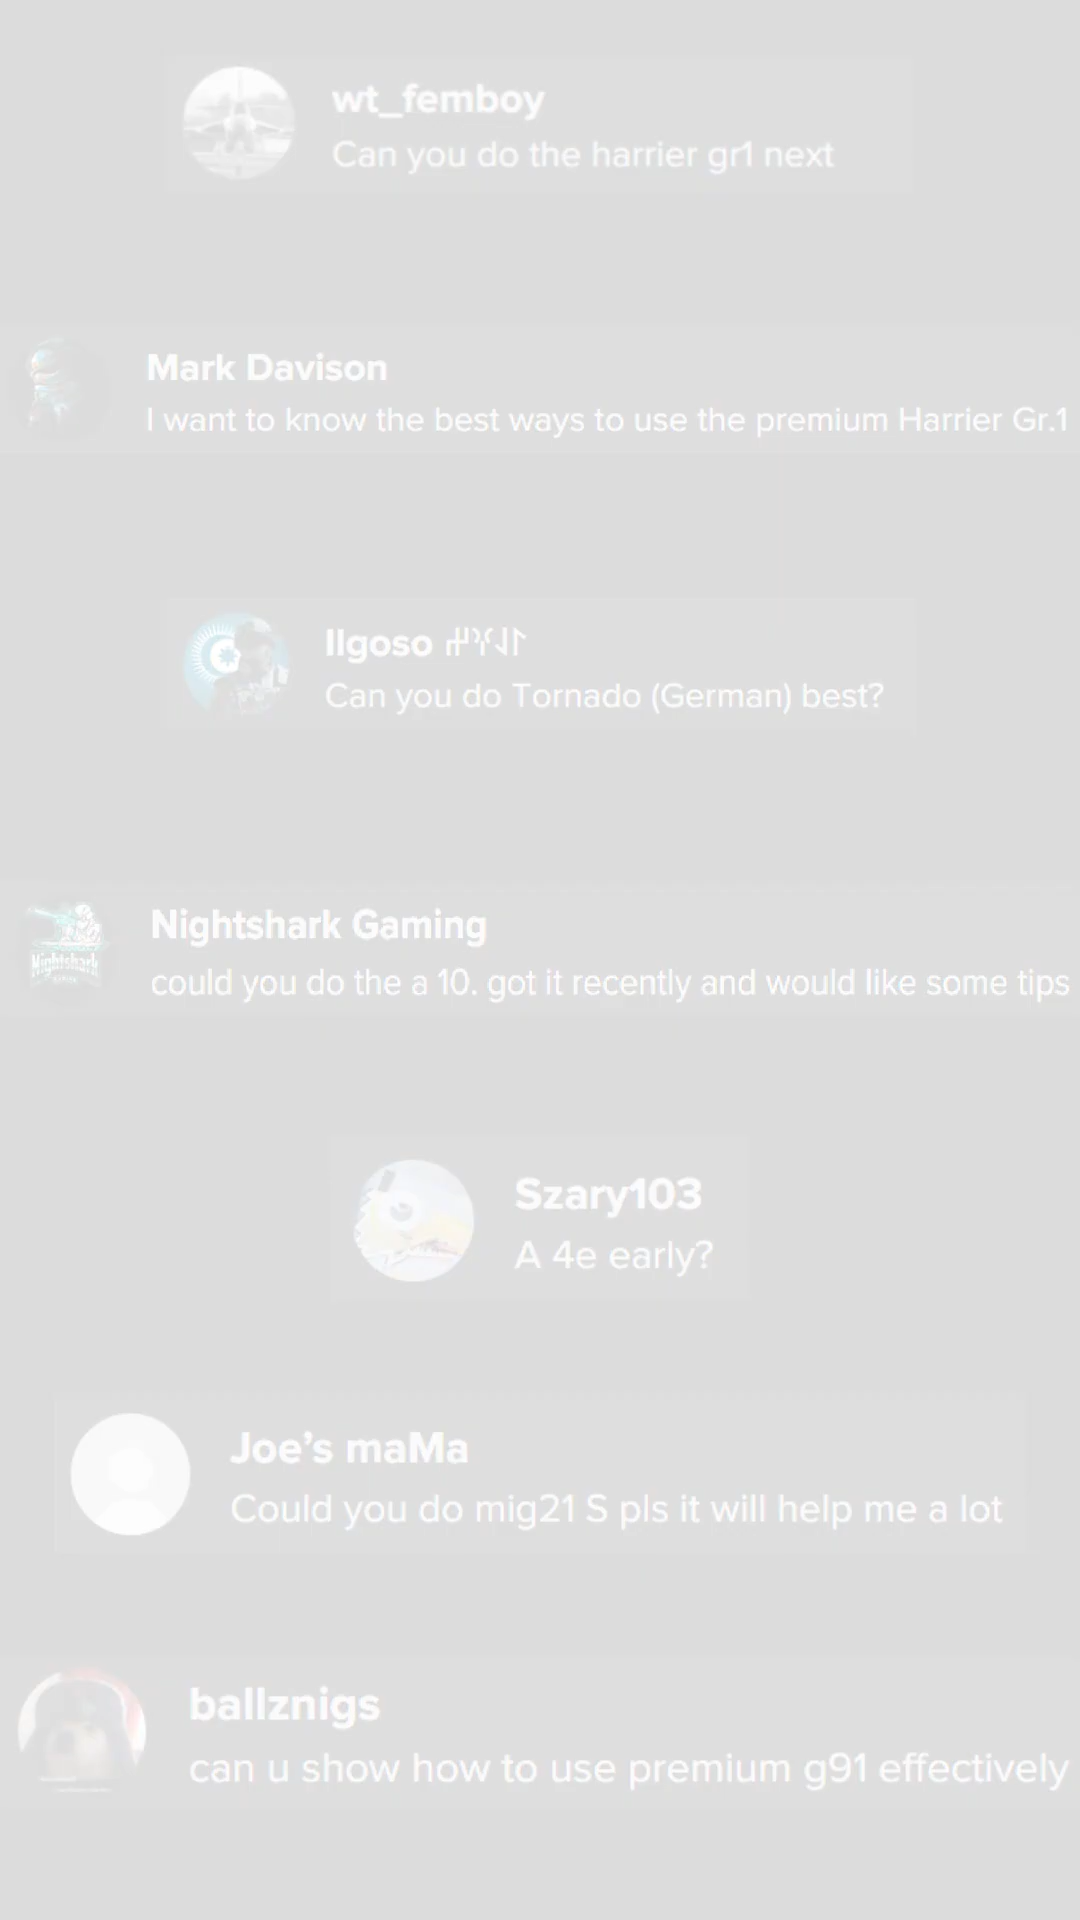 wt_femboy
Can you do the harrier gr1 next
Mark Davison
I want to know the best ways to use the premium Harrier Gr.1
Ilgoso
Can you do Tornado (German) best?
Nightshark Gaming
could you do the a 10. got it recently and would like some tips
Nightshark
Szary103
A 4e early?
Joe’s maMa
Could you do mig21 S pls it will help me a lot
ballznigs
can u show how to use premium g91 effectively